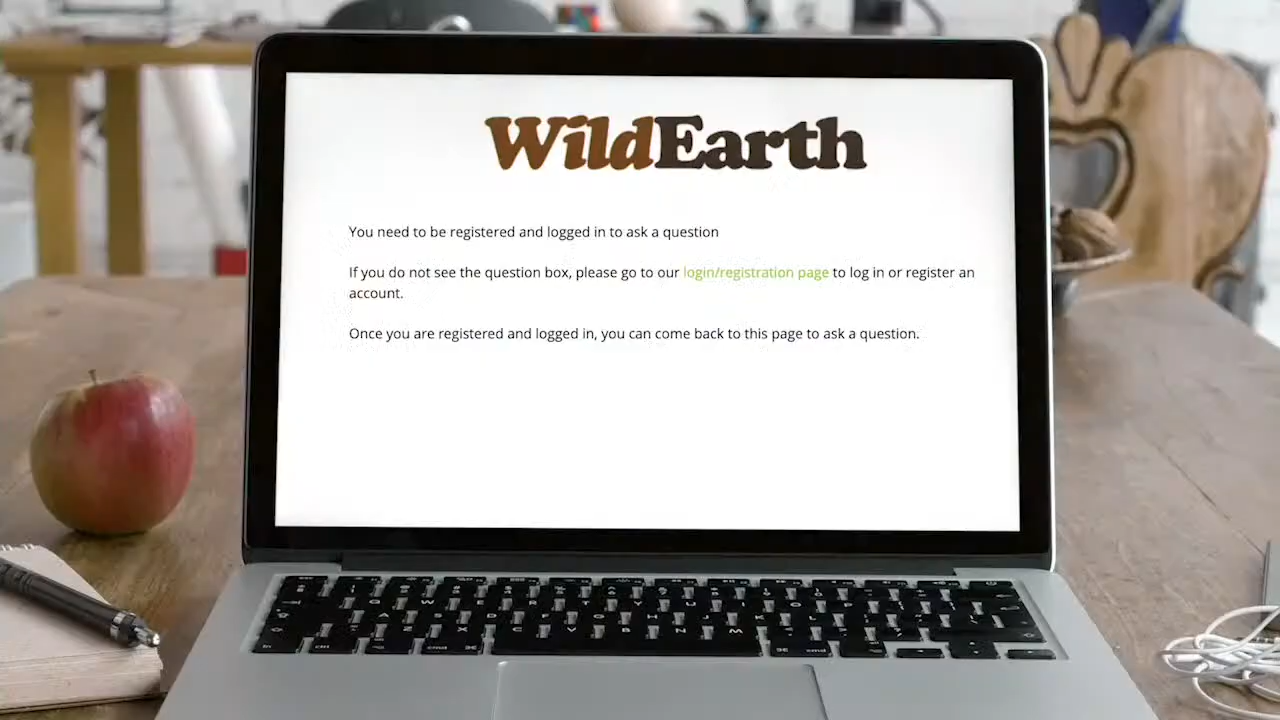 WildEarth
You need to be registered and logged in to ask a question
If you do not see the question box, please go to our login/registration page to log in or register an
account.
Once you are registered and logged in, you can come back to this page to ask a question.